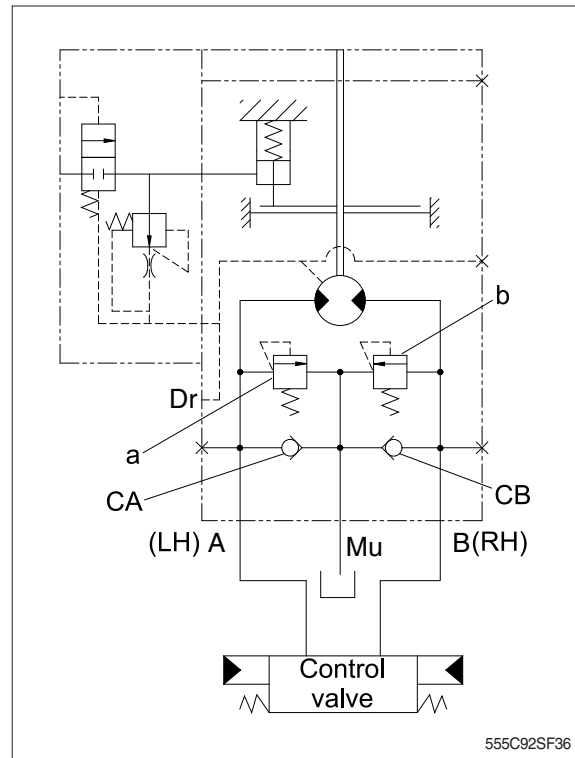 b
Dr
a
CA
CB
(LH) A
Mu
B(RH)
Control
valve
555C92SF36